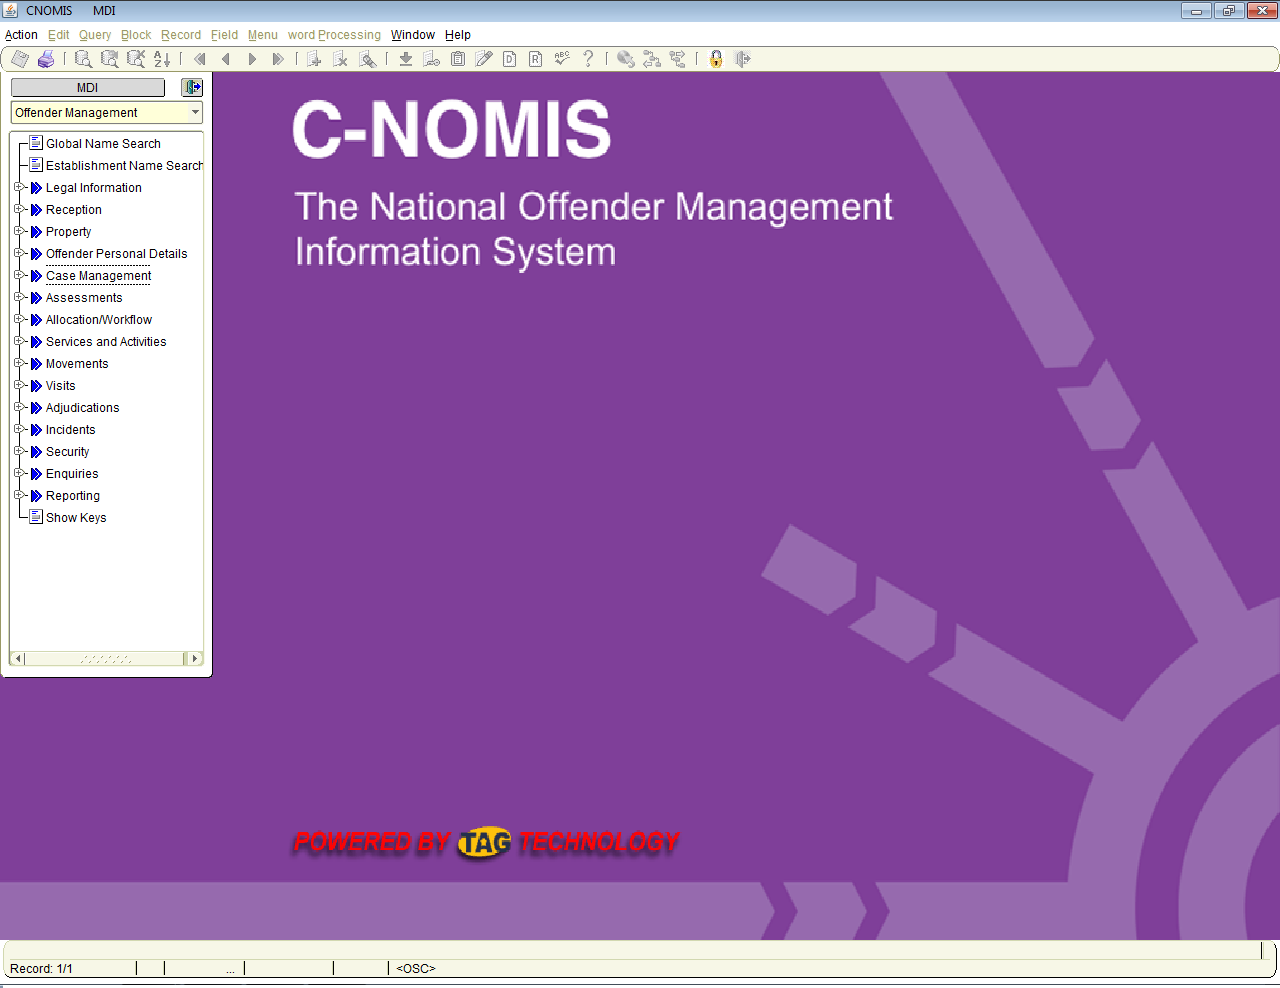 CNOMIS MDI
Action Edit Query Block Record Field Menu word Processing Window Help
MDI
Offender Management
Global Name Search
Establishment Name Search
Legal Information
Reception
Property
Offender Personal Details
Case Management
Assessments
Allocation/Workflow
Services and Activities
Movements
Visits
Adjudications
Incidents
Security
Enquiries
Reporting
Show Keys
C-NOMIS
The National Offender Management
Information System
POWERED BY TAG TECHNOLOGY
Record: 1/1 ... <OSC>